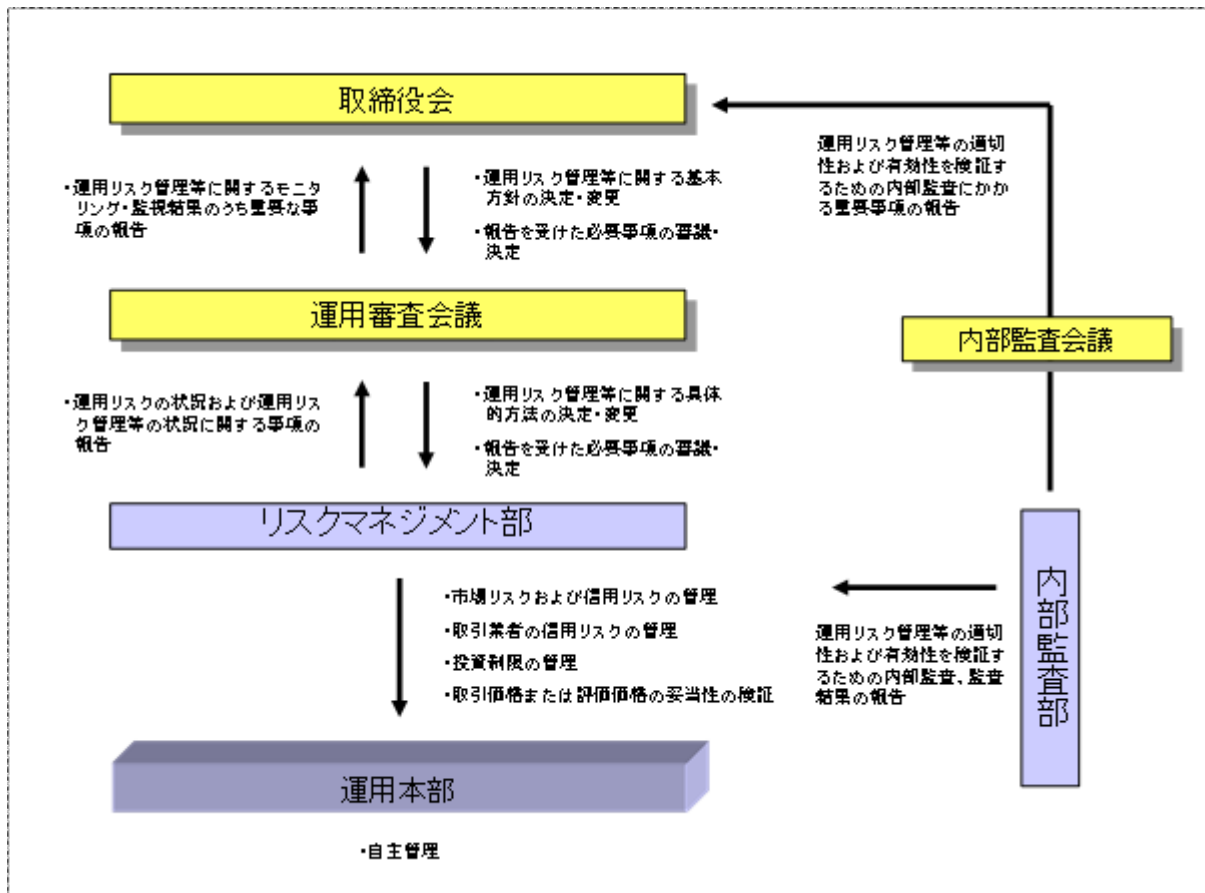 取締役会
運用リスク管理等の適切
性および有効性を検証す
るための内部監査にかか
る重要事項の報告
・運用リスク管理等に関するモニタ
リング・監視結果のうち重要な事
項の報告
・運用リスク管理等に関する基本
方針の決定・変更
・報告を受けた必要事項の審議・
決定
運用審査会議
内部監査会議
・運用リスクの状況および運用リス
ク管理等の状況に関する事項の
報告
・運用リスク管理等に関する具体
的方法の決定・変更
・報告を受けた必要事項の審議・
決定
リスクマネジメント部
内部監査部
・市場リスクおよび信用リスクの管理
・取引業者の信用リスクの管理
・投資制限の管理
・取引価格または評価価格の妥当性の検証
運用リスク管理等の適切
性および有効性を検証す
るための内部監査、監査
結果の報告
運用本部
・自主管理